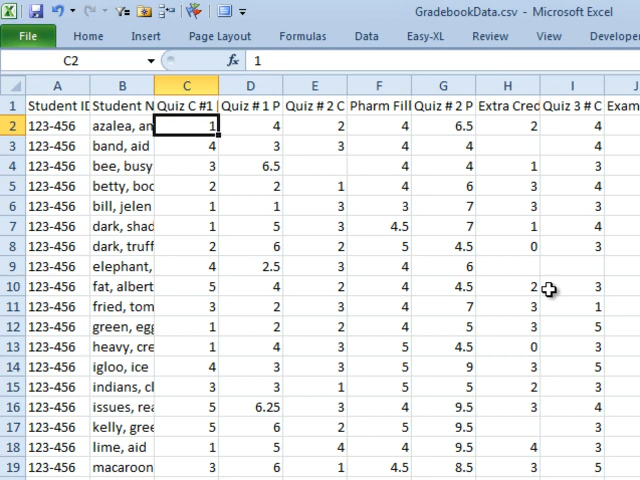 GradebookData.csv - Microsoft Excel
File Home Insert Page Layout Formulas Data Easy-XL Review View Developer
C2 fx 1
A B C D E F G H I J
1 Student ID Student N Quiz C #1 Quiz # 1 P Quiz # 2 C Pharm Fill Quiz # 2 P Extra Cred Quiz 3 # C Exam
2 123-456 azalea, an 1 4 2 4 6.5 2 4
3 123-456 band, aid 4 3 3 4 4 4
4 123-456 bee, busy 3 6.5 4 4 1 3
5 123-456 betty, boo 2 2 1 4 6 3 4
6 123-456 bill, jelen 1 1 3 3 7 3 3
7 123-456 dark, shad 1 5 3 4.5 7 1 4
8 123-456 dark, truff 2 6 2 5 4.5 0 3
9 123-456 elephant, 4 2.5 3 4 6
10 123-456 fat, albert 5 4 2 4 4.5 2 3
11 123-456 fried, tom 3 2 3 4 7 3 1
12 123-456 green, egg 1 2 2 4 5 3 5
13 123-456 heavy, cre 1 4 3 5 4.5 0 3
14 123-456 igloo, ice 4 3 3 5 9 3 5
15 123-456 indians, cl 3 3 1 5 5 2 3
16 123-456 issues, rea 5 6.25 3 4 9.5 3 4
17 123-456 kelly, gree 5 6 2 5 9.5 3
18 123-456 lime, aid 1 5 4 4 9.5 4 3
19 123-456 macaroon 3 6 1 4.5 8.5 3 5